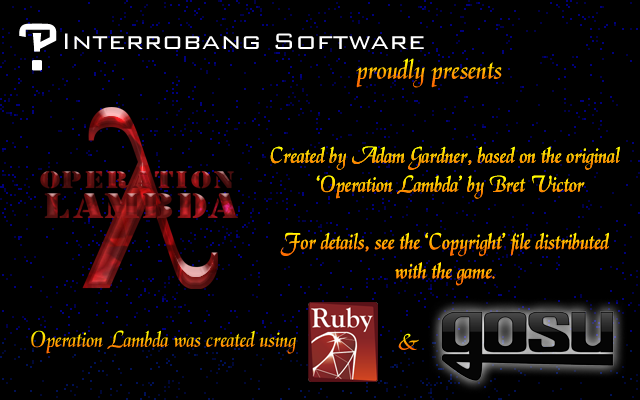 Interrobang Software
proudly presents
OPERATION
LAMBDA
Created by Adam Gardner, based on the original
'Operation Lambda' by Bret Victor
For details, see the 'Copyright' file distributed
with the game.
Operation Lambda was created using
Ruby
&
gosu